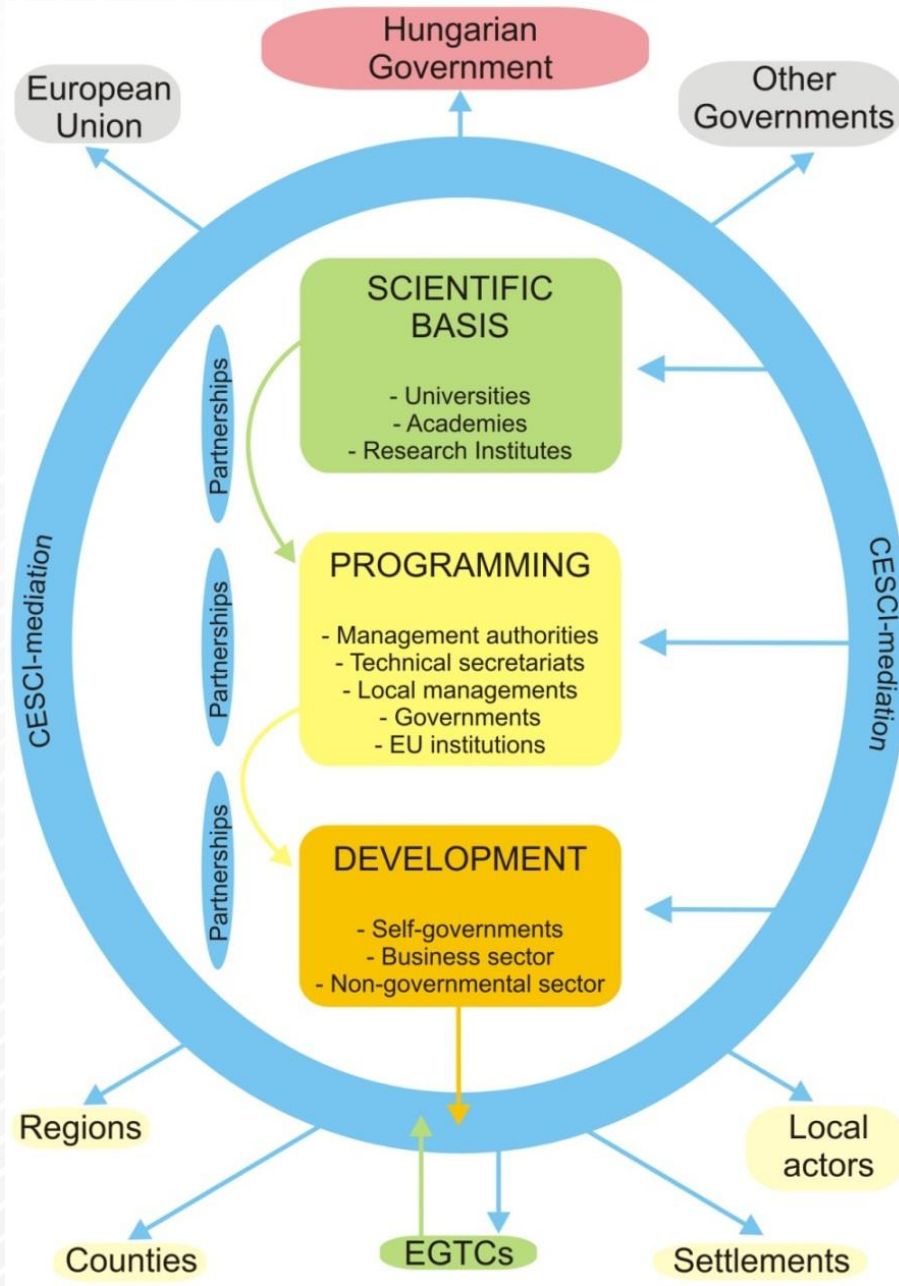 Hungarian
Government
European
Union
Other
Governments
SCIENTIFIC
BASIS
- Universities
- Academies
- Research Institutes
Partnerships
PROGRAMMING
- Management authorities
- Technical secretariats
- Local managements
- Governments
- EU institutions
Partnerships
CESCI-mediation
CESCI-mediation
DEVELOPMENT
- Self-governments
- Business sector
- Non-governmental sector
Partnerships
Regions
Local
actors
Counties
EGTCs
Settlements